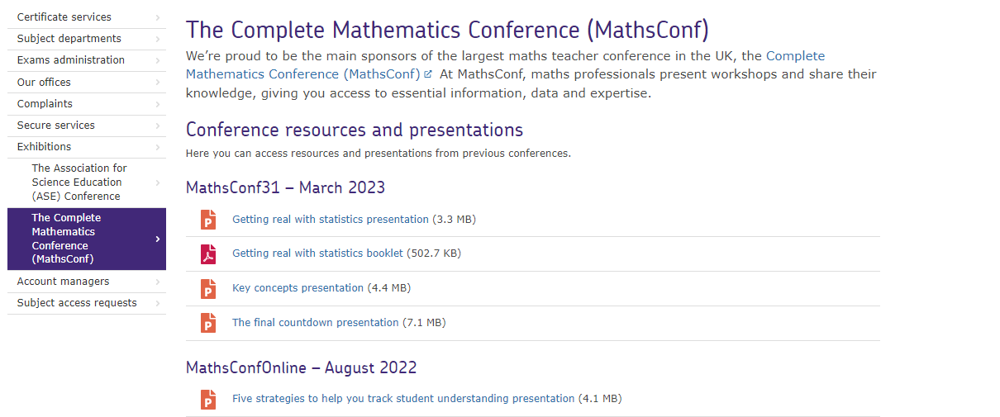 Certificate services
Subject departments
Exams administration
Our offices
Complaints
Secure services
Exhibitions
The Association for
Science Education
(ASE) Conference
The Complete
Mathematics
Conference
(MathsConf)
Account managers
Subject access requests
The Complete Mathematics Conference (MathsConf)
We’re proud to be the main sponsors of the largest maths teacher conference in the UK, the Complete
Mathematics Conference (MathsConf) At MathsConf, maths professionals present workshops and share their
knowledge, giving you access to essential information, data and expertise.
Conference resources and presentations
Here you can access resources and presentations from previous conferences.
MathsConf31 – March 2023
Getting real with statistics presentation (3.3 MB)
Getting real with statistics booklet (502.7 KB)
Key concepts presentation (4.4 MB)
The final countdown presentation (7.1 MB)
MathsConfOnline – August 2022
Five strategies to help you track student understanding presentation (4.1 MB)